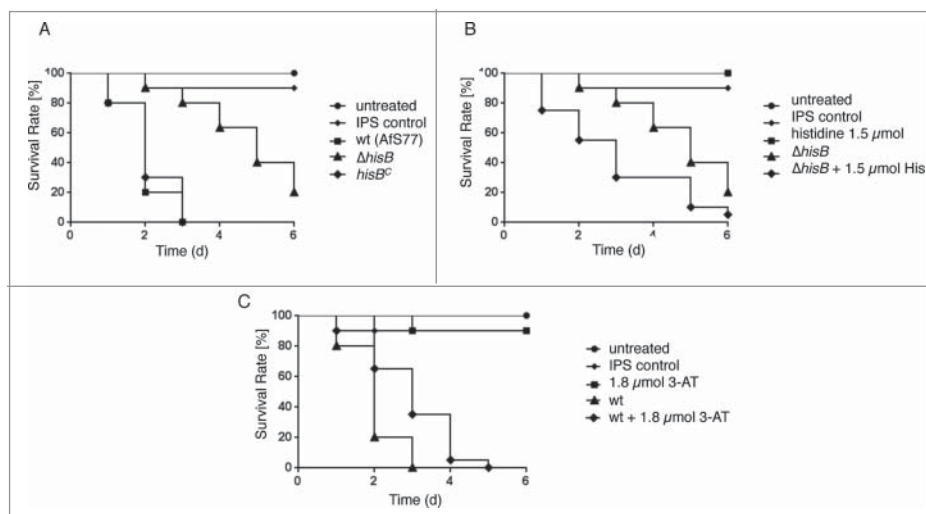 A
Survival Rate [%]
100
80
60
40
20
0
0 2 4 6
Time (d)
untreated
IPS control
wt (AfS77)
ΔhisB
hisBᶜ
B
Survival Rate [%]
100
80
60
40
20
0
0 2 4 6
Time (d)
untreated
IPS control
histidine 1.5 µmol
ΔhisB
ΔhisB + 1.5 µmol His
C
Survival Rate [%]
100
80
60
40
20
0
0 2 4 6
Time (d)
untreated
IPS control
1.8 µmol 3-AT
wt
wt + 1.8 µmol 3-AT